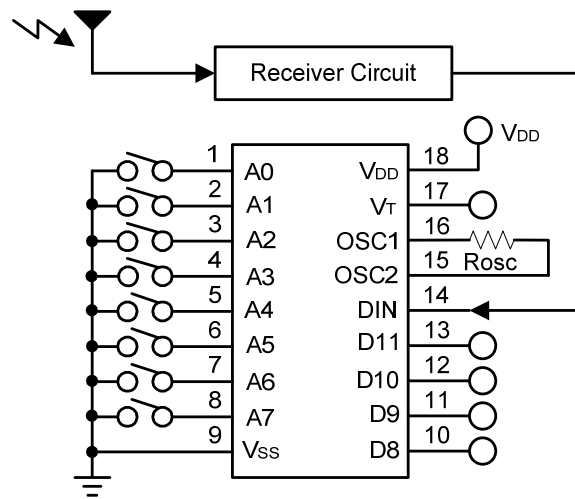 Receiver Circuit
VDD
1 A0 VDD 18
2 A1 VT 17
3 A2 OSC1 16
Rosc
4 A3 OSC2 15
5 A4 DIN 14
6 A5 D11 13
7 A6 D10 12
8 A7 D9 11
9 VSS D8 10